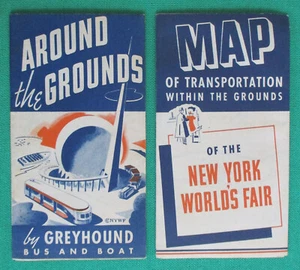 AROUND
the GROUNDS
by GREYHOUND
BUS AND BOAT
MAP
OF TRANSPORTATION
WITHIN THE GROUNDS
OF THE
NEW YORK
WORLD'S FAIR